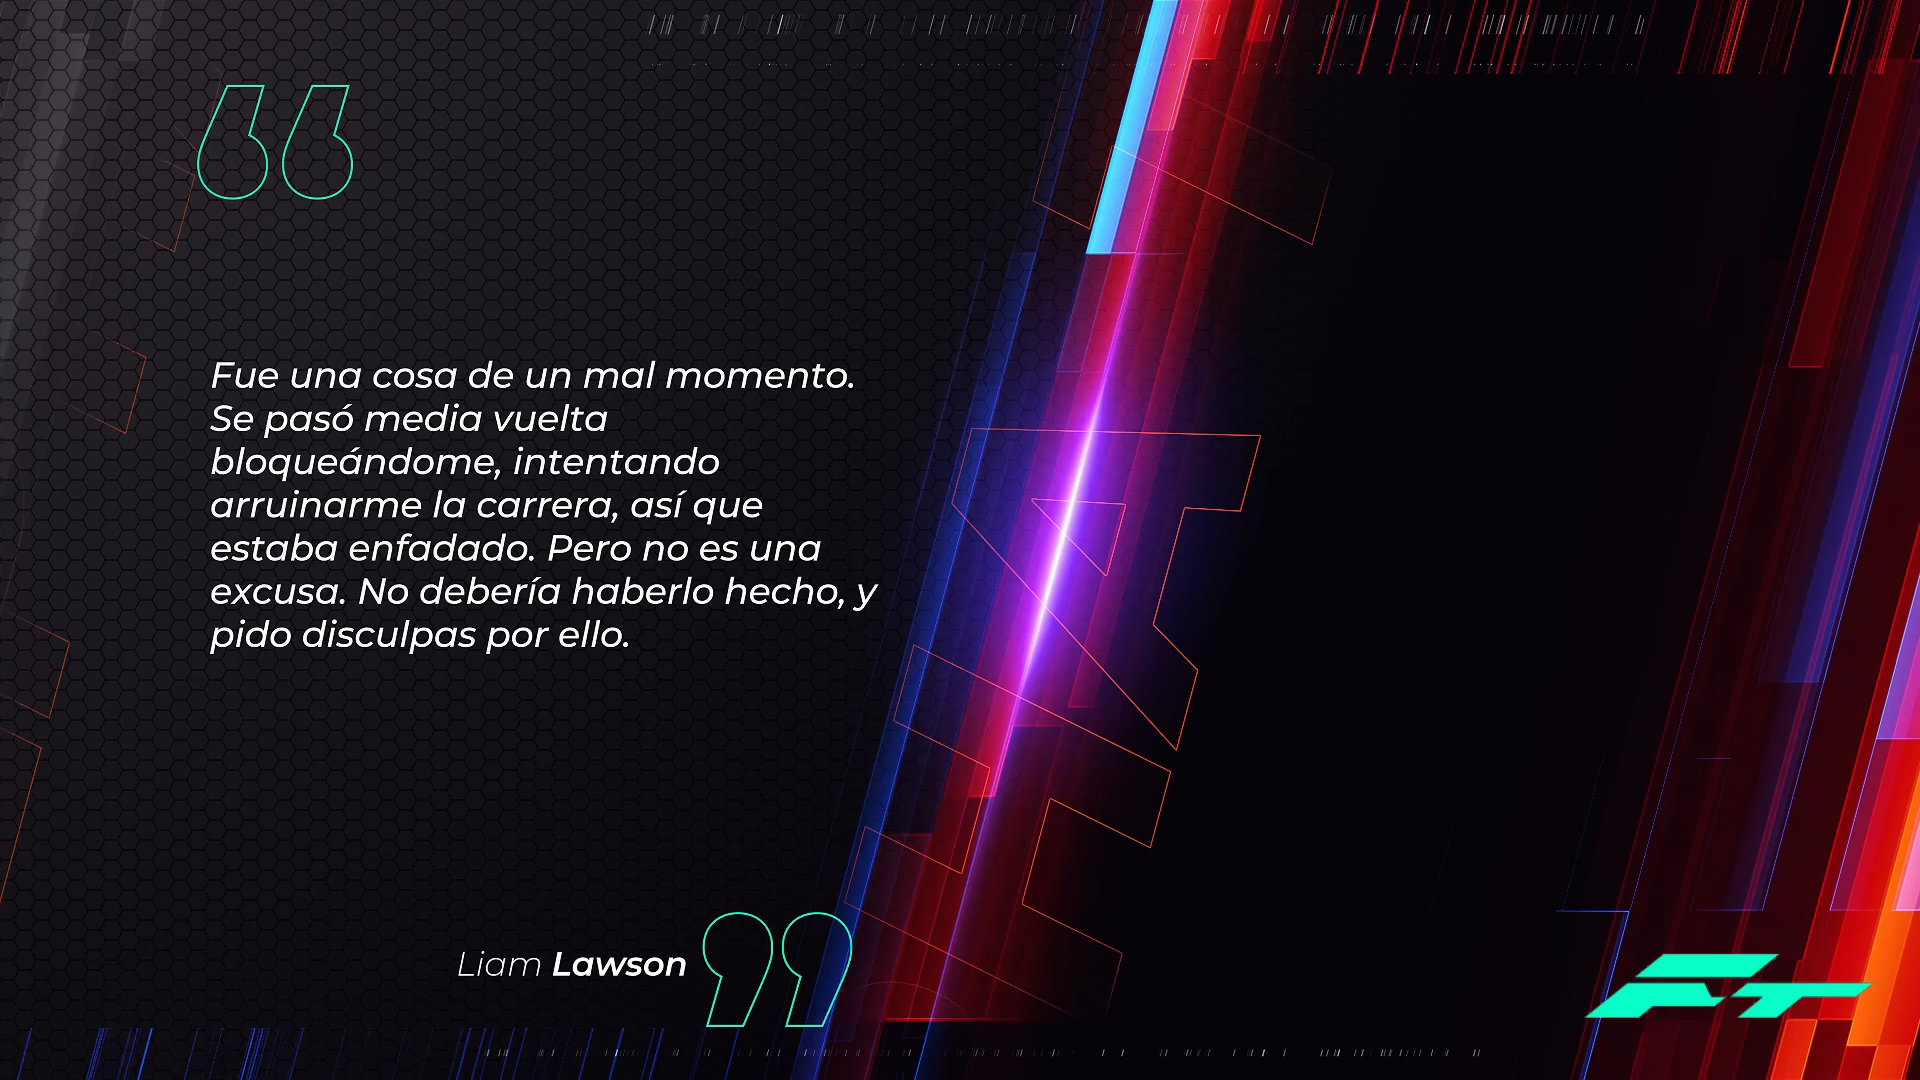 Fue una cosa de un mal momento.
Se pasó media vuelta
bloqueándome, intentando
arruinarme la carrera, así que
estaba enfadado. Pero no es una
excusa. No debería haberlo hecho, y
pido disculpas por ello.
Liam Lawson
FT